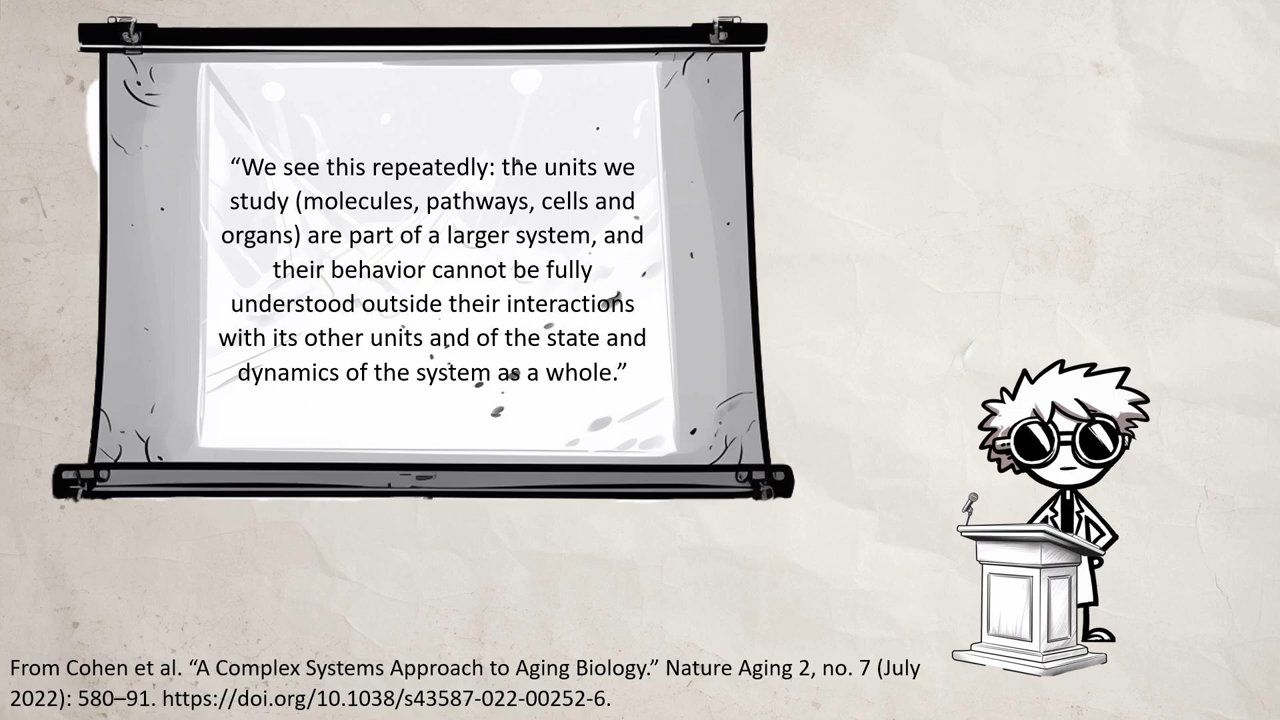 “We see this repeatedly: the units we
study (molecules, pathways, cells and
organs) are part of a larger system, and
their behavior cannot be fully
understood outside their interactions
with its other units and of the state and
dynamics of the system as a whole.”
From Cohen et al. “A Complex Systems Approach to Aging Biology.” Nature Aging 2, no. 7 (July
2022): 580–91. https://doi.org/10.1038/s43587-022-00252-6.